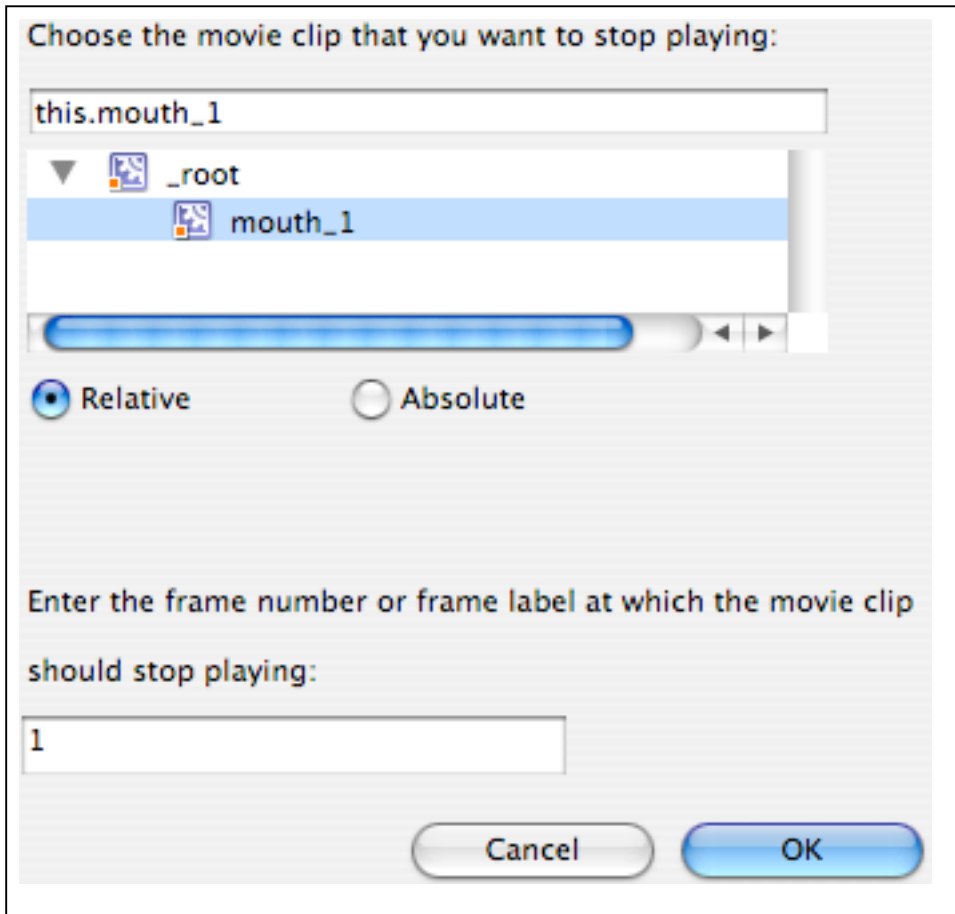 Choose the movie clip that you want to stop playing:
this.mouth_1
_root
mouth_1
Relative Absolute
Enter the frame number or frame label at which the movie clip
should stop playing:
1
Cancel OK